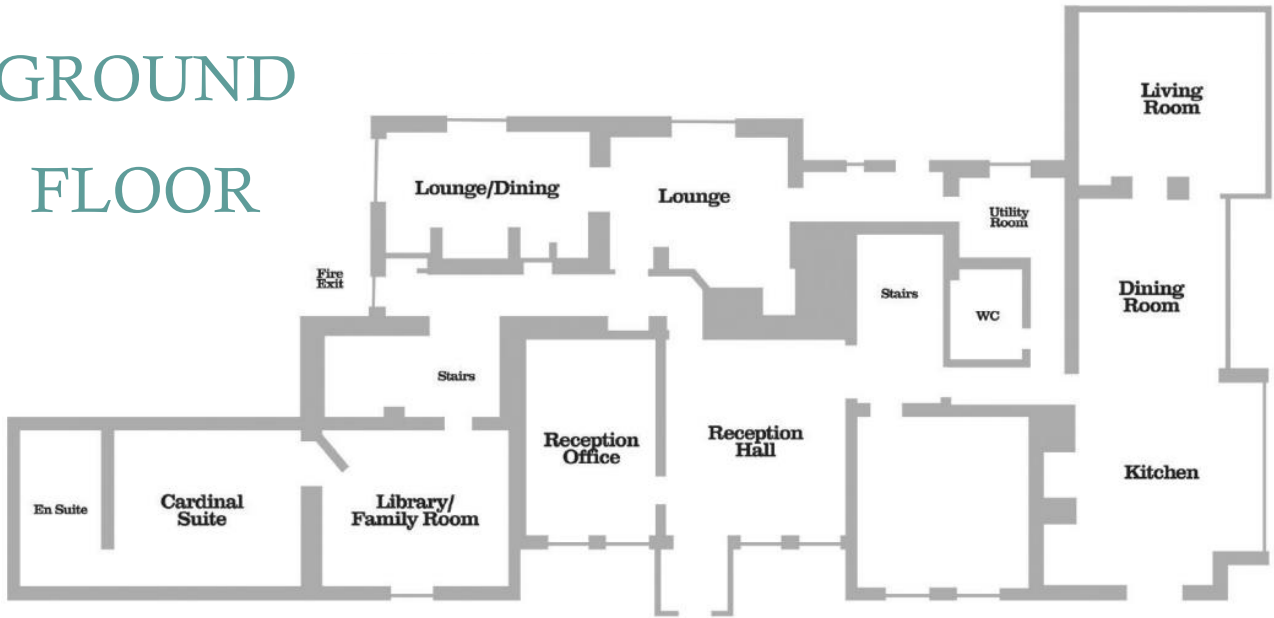 GROUND
FLOOR
Living
Room
Lounge/Dining
Lounge
Utility
Room
Fire
Exit
Stairs
Dining
Room
WC
Stairs
Reception
Office
Reception
Hall
Kitchen
En Suite
Cardinal
Suite
Library/
Family Room